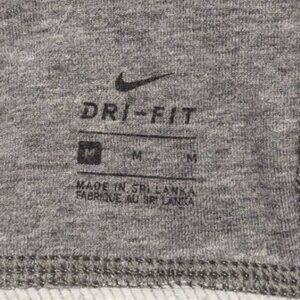 DRI-FIT
M M M
MADE IN SRI LANKA
FABRIQUE AU SRI LANKA